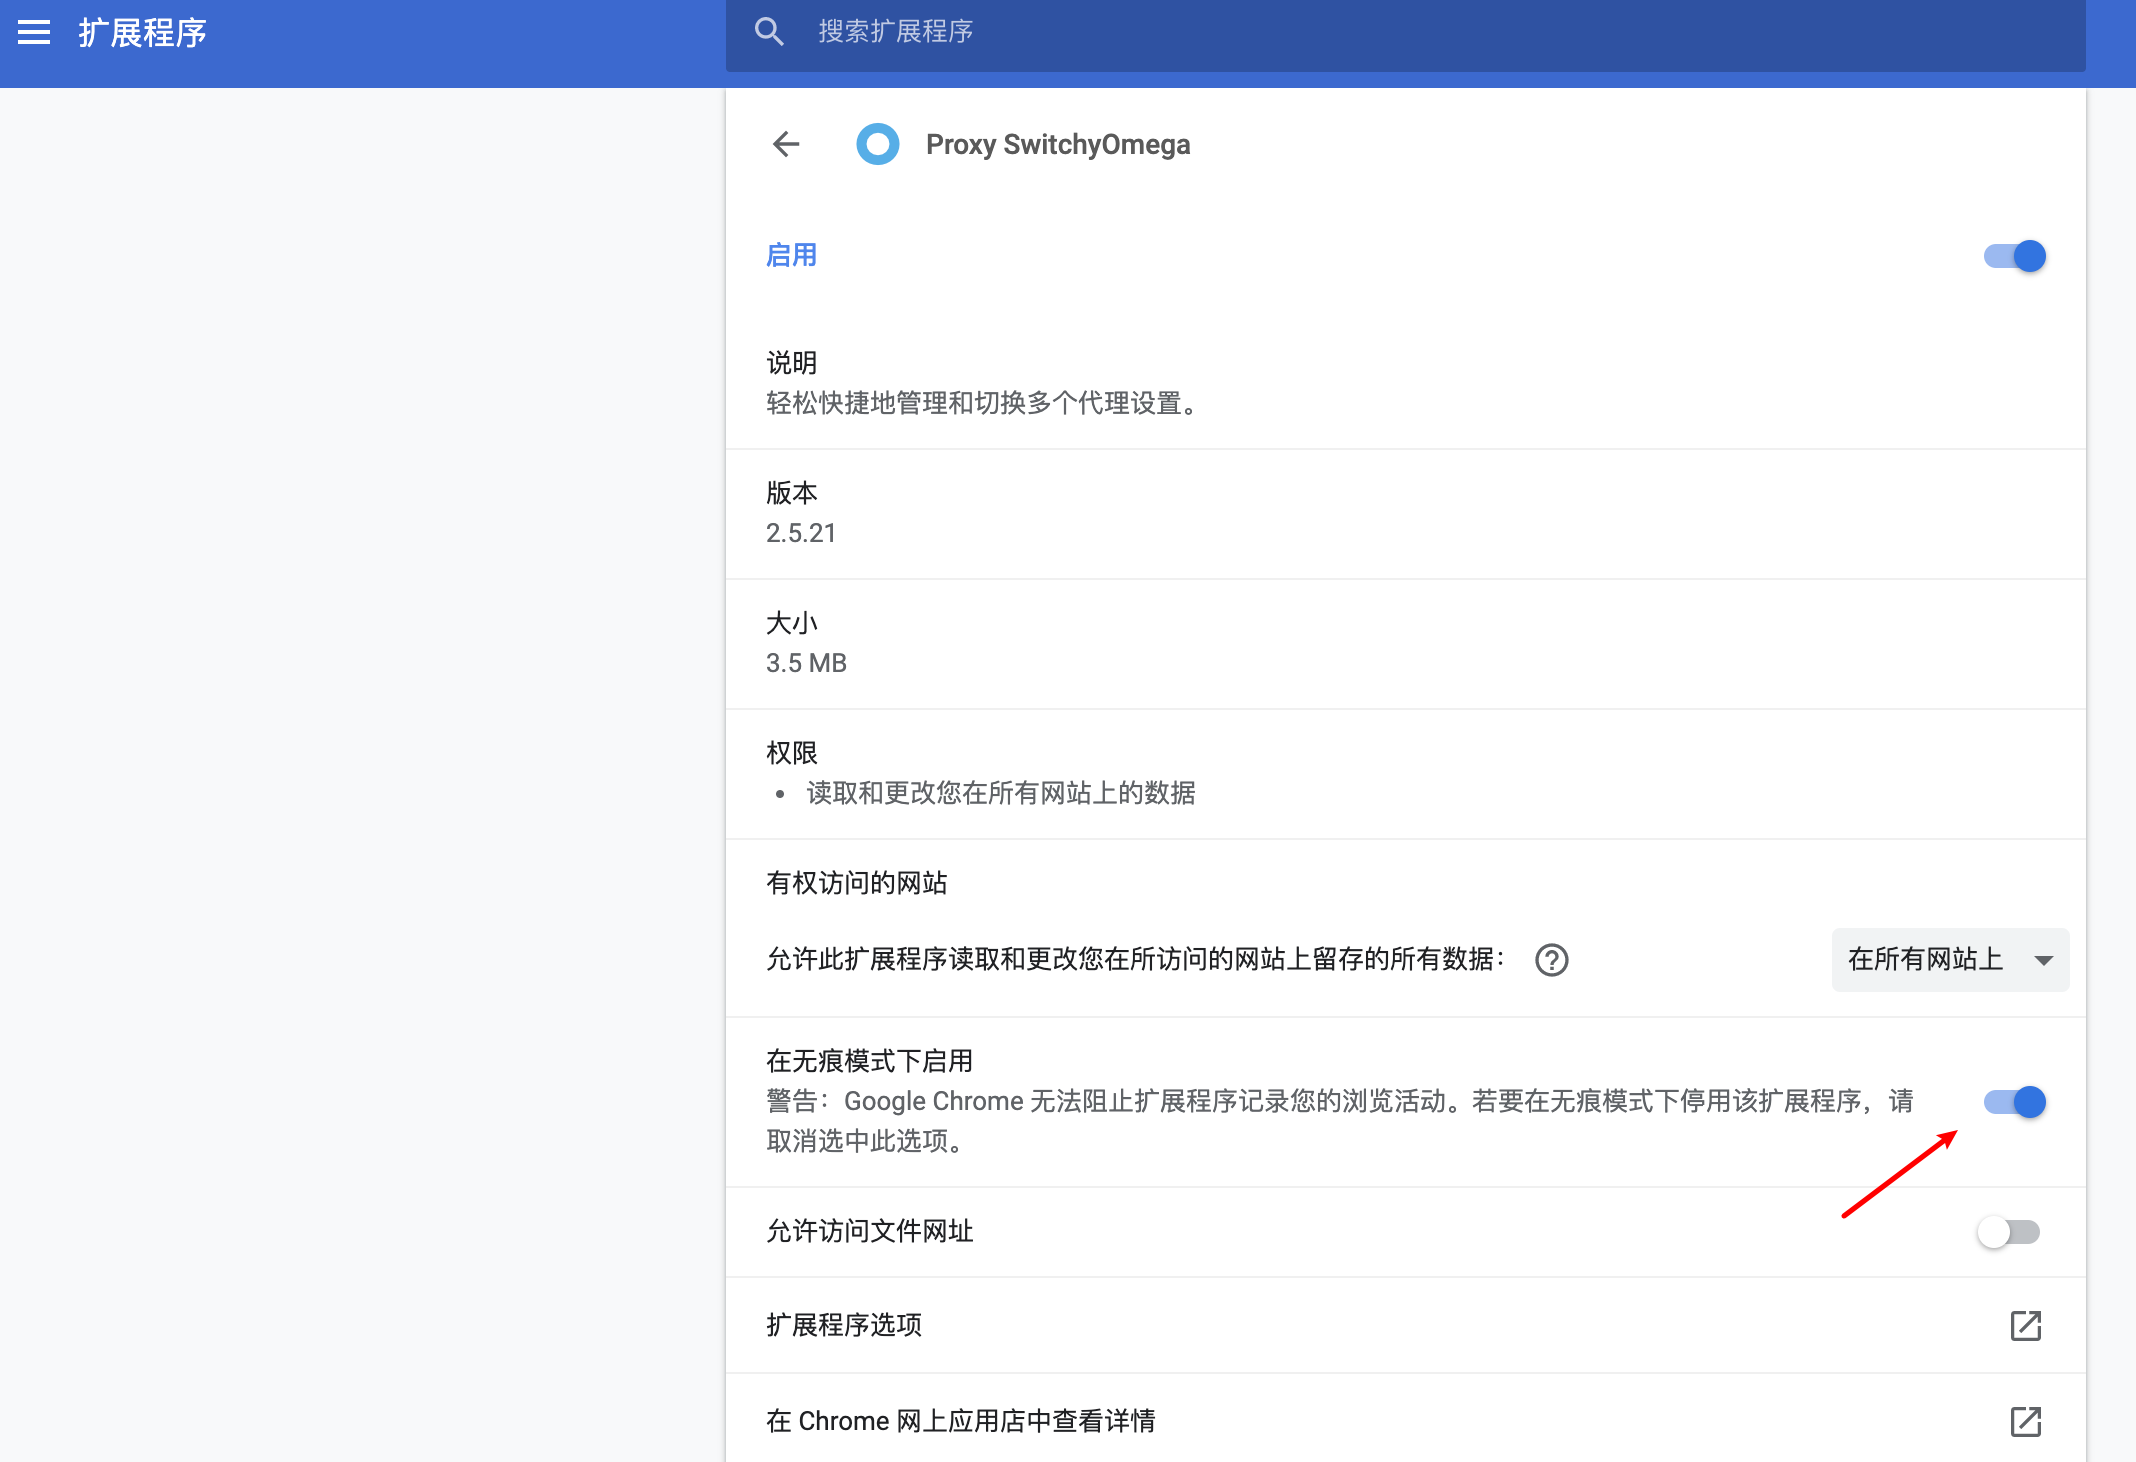 扩展程序
搜索扩展程序
Proxy SwitchyOmega
启用
说明
轻松快捷地管理和切换多个代理设置。
版本
2.5.21
大小
3.5 MB
权限
• 读取和更改您在所有网站上的数据
有权访问的网站
允许此扩展程序读取和更改您在所访问的网站上留存的所有数据：
在所有网站上
在无痕模式下启用
警告：Google Chrome 无法阻止扩展程序记录您的浏览活动。若要在无痕模式下停用该扩展程序，请
取消选中此选项。
允许访问文件网址
扩展程序选项
在 Chrome 网上应用店中查看详情